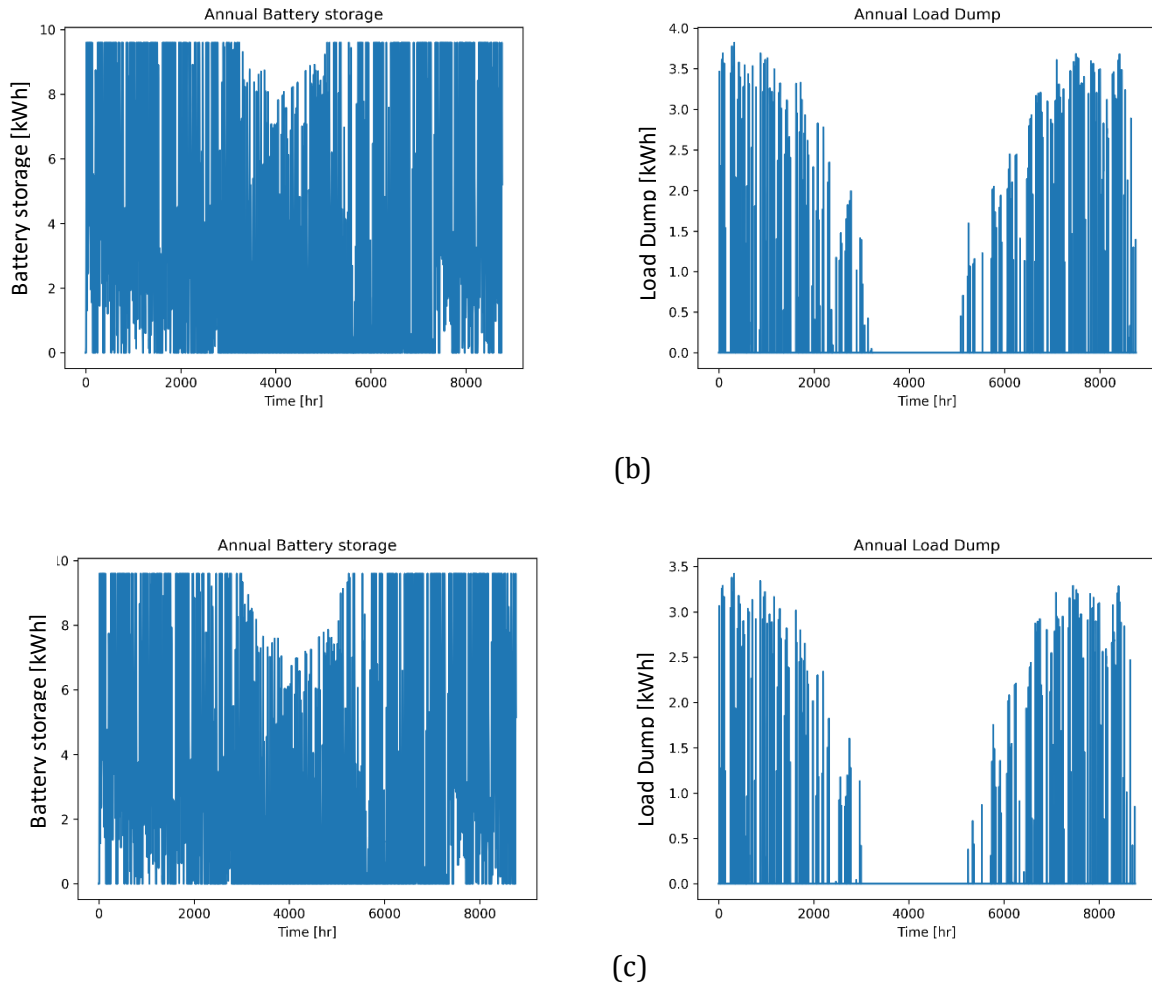 Annual Battery storage
Battery storage [kWh]
10
8
6
4
2
0
0 2000 4000 6000 8000
Time [hr]
Annual Load Dump
Load Dump [kWh]
4.0
3.5
3.0
2.5
2.0
1.5
1.0
0.5
0.0
0 2000 4000 6000 8000
Time [hr]
(b)
Annual Battery storage
Battery storage [kWh]
10
8
6
4
2
0
0 2000 4000 6000 8000
Time [hr]
Annual Load Dump
Load Dump [kWh]
3.5
3.0
2.5
2.0
1.5
1.0
0.5
0.0
0 2000 4000 6000 8000
Time [hr]
(c)